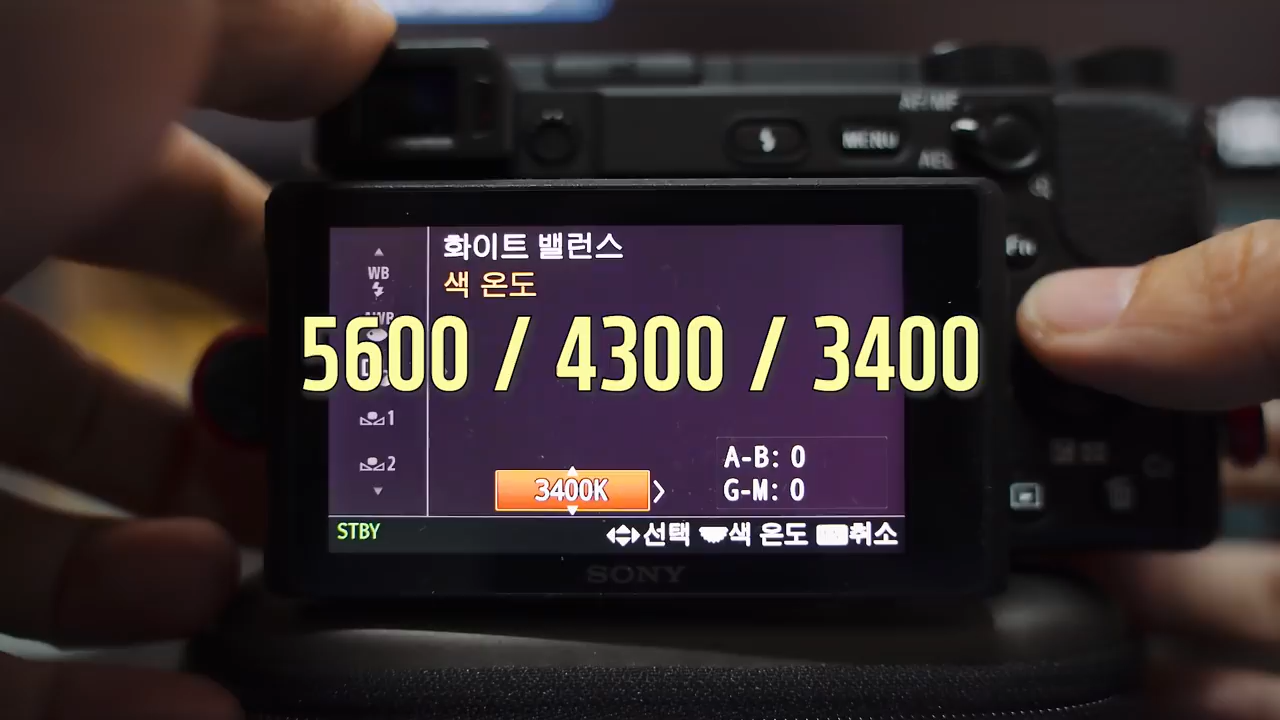 AF/MF
MENU
AEL
Fn
화이트 밸런스
WB
색 온도
AWB
5600 / 4300 / 3400
1
A-B: 0
2
3400K
G-M: 0
STBY
선택 색 온도 취소
SONY